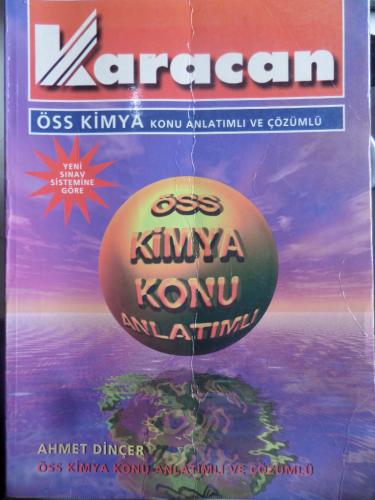 Karacan
ÖSS KİMYA KONU ANLATIMLI VE ÇÖZÜMLÜ
YENİ
SINAV
SİSTEMİNE
GÖRE
ÖSS
KİMYA
KONU
ANLATIMLI
AHMET DİNÇER
ÖSS KİMYA KONU ANLATIMLI VE ÇÖZÜMLÜ